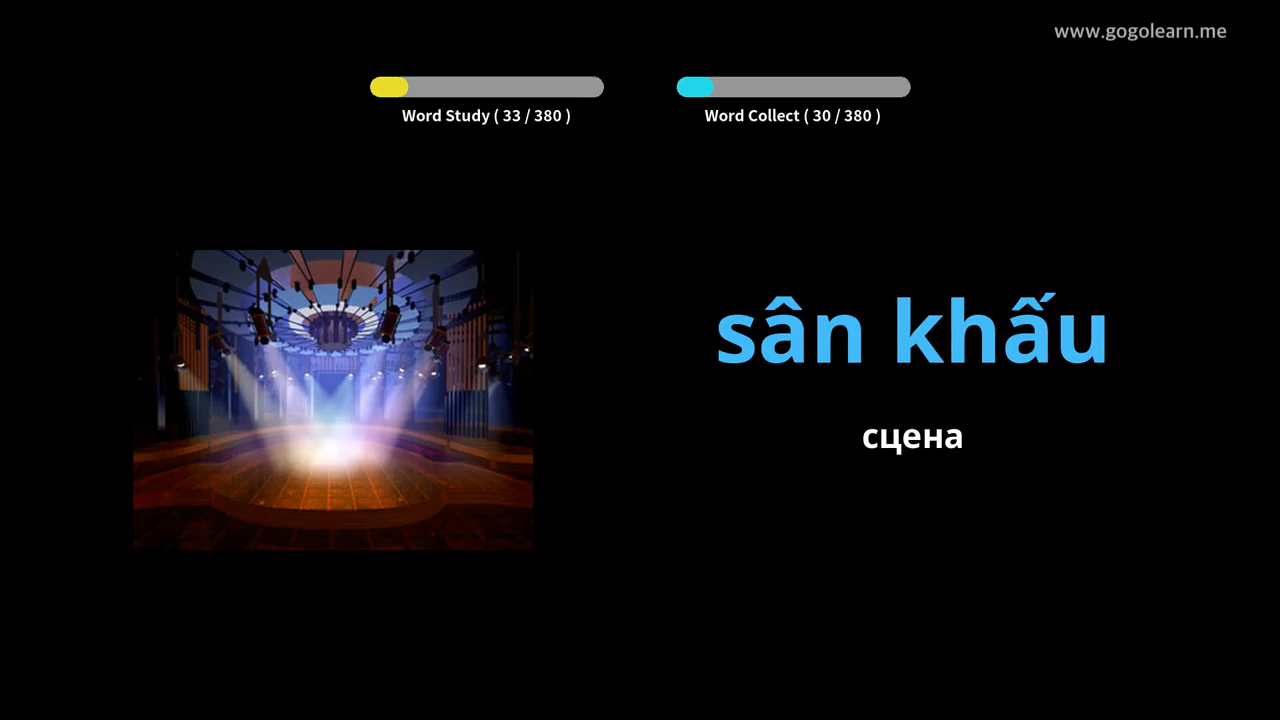 www.gogolearn.me
Word Study ( 33 / 380 )
Word Collect ( 30 / 380 )
sân khấu
сцена